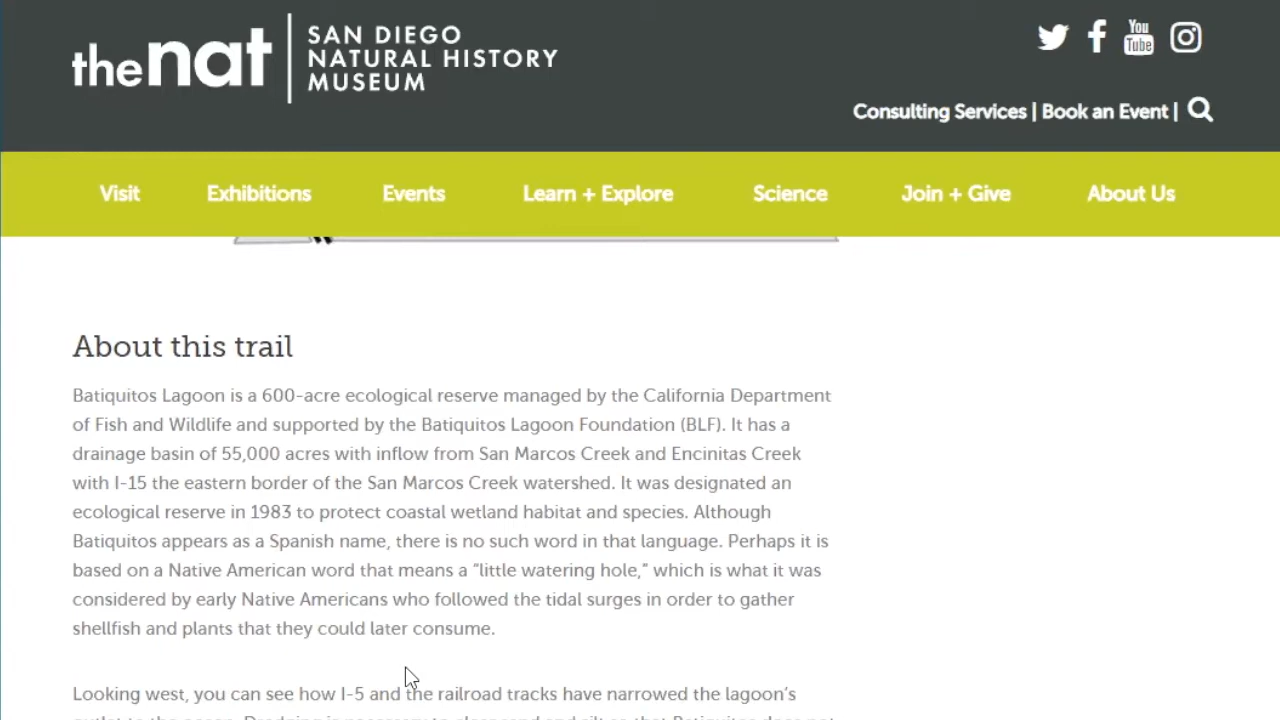 the nat
SAN DIEGO
NATURAL HISTORY
MUSEUM
You
Tube
Consulting Services | Book an Event |
Visit Exhibitions Events Learn + Explore Science Join + Give About Us
About this trail
Batiquitos Lagoon is a 600-acre ecological reserve managed by the California Department
of Fish and Wildlife and supported by the Batiquitos Lagoon Foundation (BLF). It has a
drainage basin of 55,000 acres with inflow from San Marcos Creek and Encinitas Creek
with I-15 the eastern border of the San Marcos Creek watershed. It was designated an
ecological reserve in 1983 to protect coastal wetland habitat and species. Although
Batiquitos appears as a Spanish name, there is no such word in that language. Perhaps it is
based on a Native American word that means a "little watering hole," which is what it was
considered by early Native Americans who followed the tidal surges in order to gather
shellfish and plants that they could later consume.
Looking west, you can see how I-5 and the railroad tracks have narrowed the lagoon's